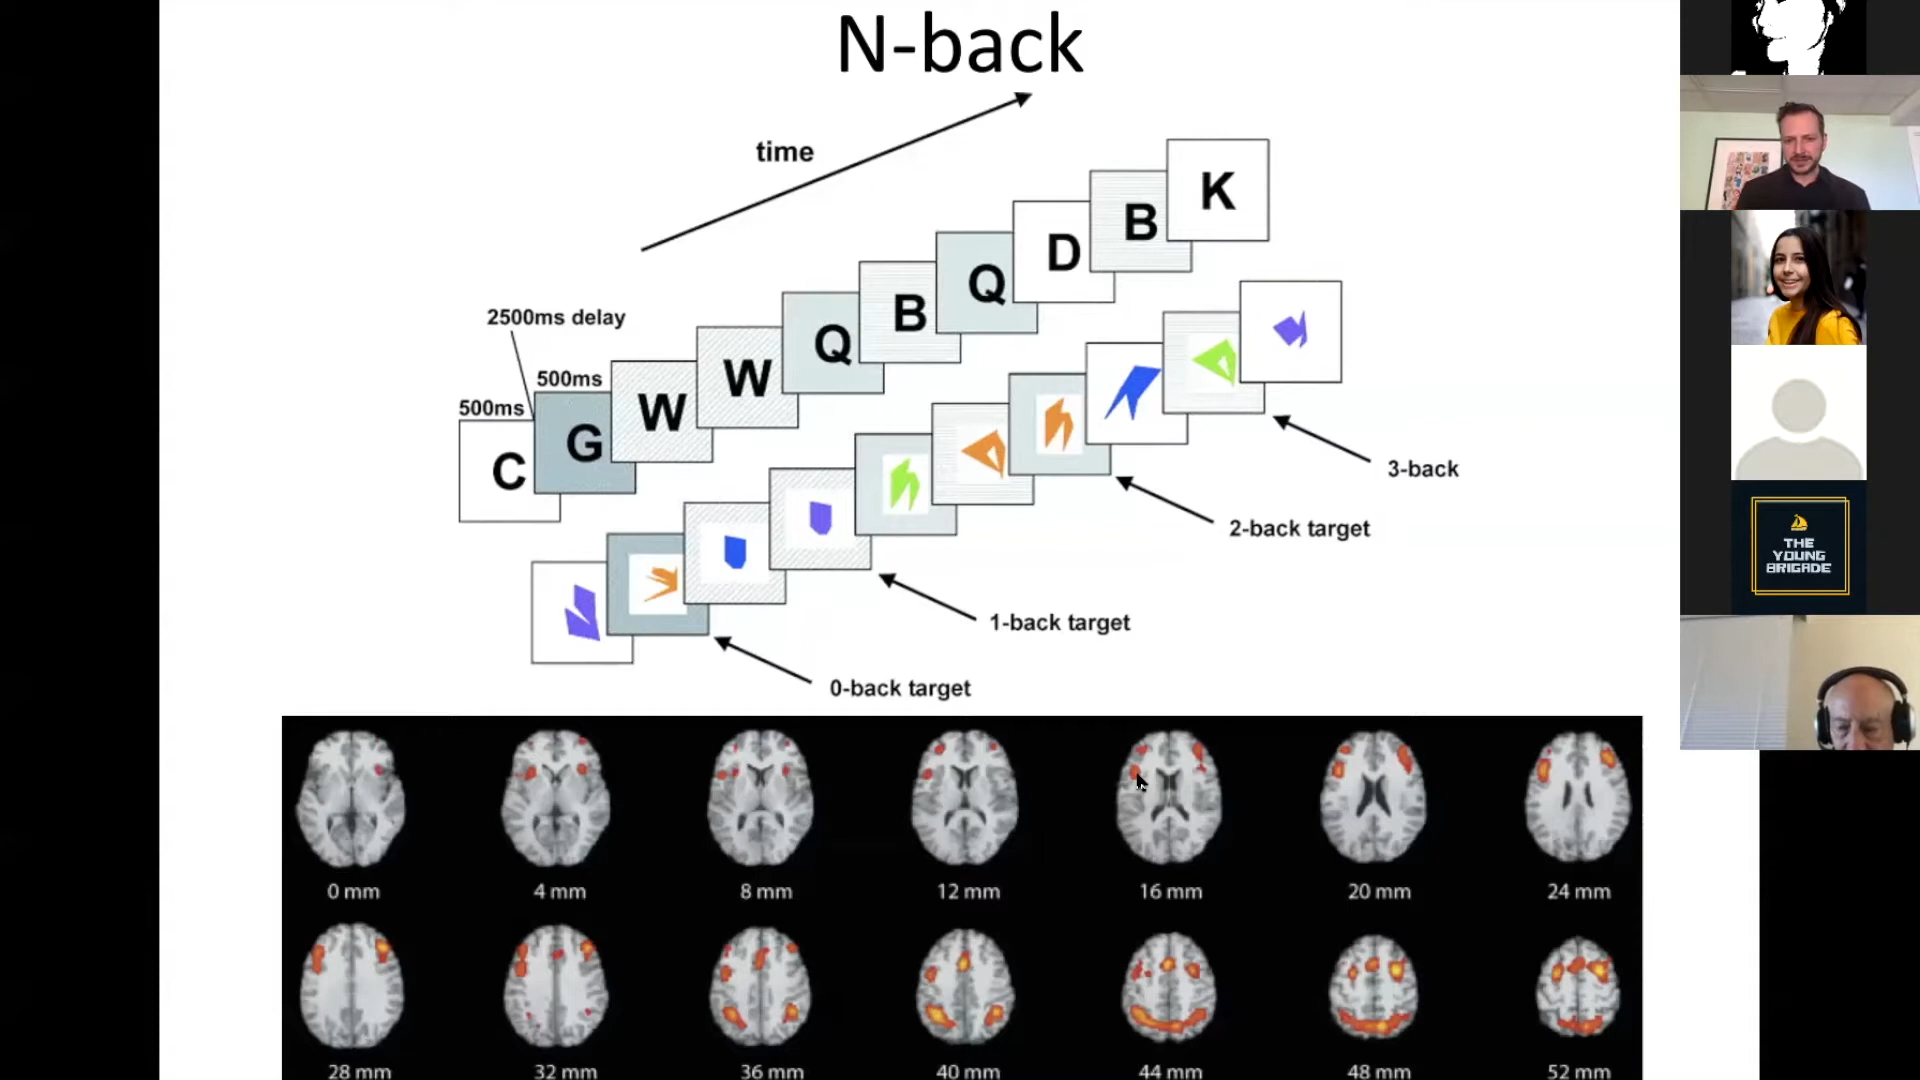 N-back
time
K
B
D
Q
B
Q
W
W
G
C
2500ms delay
500ms
500ms
3-back
2-back target
1-back target
0-back target
0 mm
4 mm
8 mm
12 mm
16 mm
20 mm
24 mm
28 mm
32 mm
36 mm
40 mm
44 mm
48 mm
52 mm
THE
YOUNG
BRIGADE